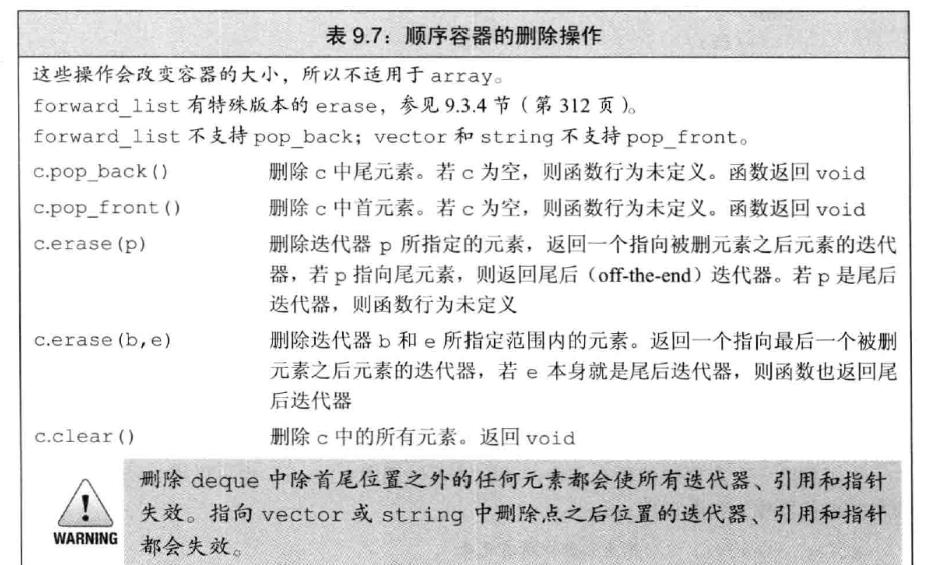 表 9.7：顺序容器的删除操作
这些操作会改变容器的大小，所以不适用于 array。
forward_list 有特殊版本的 erase，参见 9.3.4 节（第 312 页）。
forward_list 不支持 pop_back；vector 和 string 不支持 pop_front。
c.pop_back() 删除 c 中尾元素。若 c 为空，则函数行为未定义。函数返回 void
c.pop_front() 删除 c 中首元素。若 c 为空，则函数行为未定义。函数返回 void
c.erase(p) 删除迭代器 p 所指定的元素，返回一个指向被删元素之后元素的迭代
器，若 p 指向尾元素，则返回尾后（off-the-end）迭代器。若 p 是尾后
迭代器，则函数行为未定义
c.erase(b,e) 删除迭代器 b 和 e 所指定范围内的元素。返回一个指向最后一个被删
元素之后元素的迭代器，若 e 本身就是尾后迭代器，则函数也返回尾
后迭代器
c.clear() 删除 c 中的所有元素。返回 void
删除 deque 中除首尾位置之外的任何元素都会使所有迭代器、引用和指针
失效。指向 vector 或 string 中删除点之后位置的迭代器、引用和指针
都会失效。
WARNING